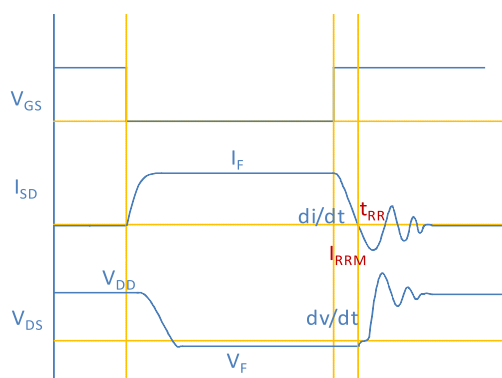 V_GS
I_F
I_SD
t_RR
di/dt
I_RRM
V_DD
V_DS
dv/dt
V_F